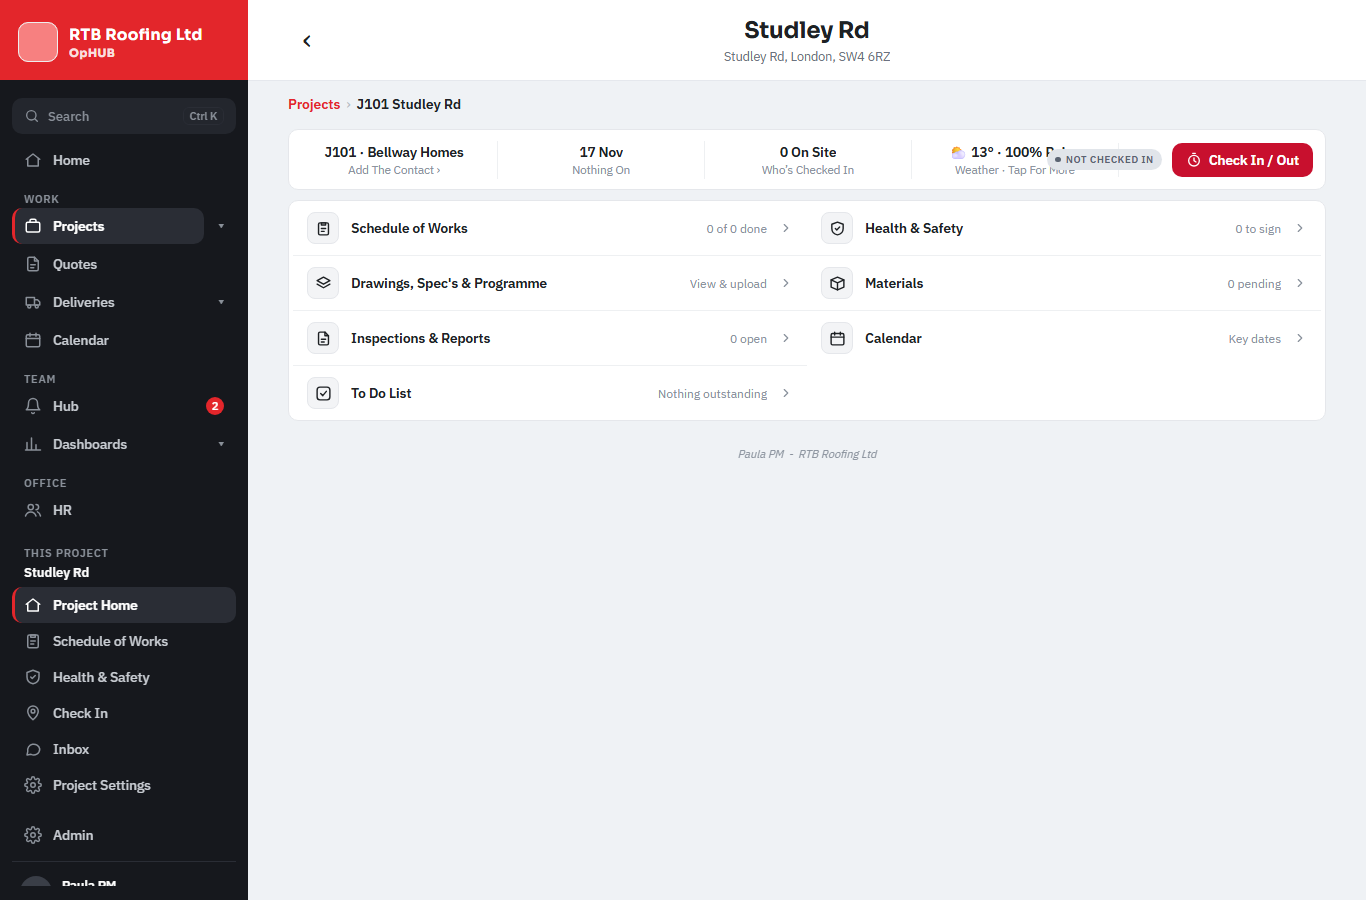 RTB Roofing Ltd
OpHUB
Search
Ctrl K
Home
WORK
Projects
Quotes
Deliveries
Calendar
TEAM
Hub
2
Dashboards
OFFICE
HR
THIS PROJECT
Studley Rd
Project Home
Schedule of Works
Health & Safety
Check In
Inbox
Project Settings
Admin
Paula PM
Studley Rd
Studley Rd, London, SW4 6RZ
Projects › J101 Studley Rd
J101 · Bellway Homes
Add The Contact ›
17 Nov
Nothing On
0 On Site
Who's Checked In
13° · 100%
Weather · Tap For More
NOT CHECKED IN
Check In / Out
Schedule of Works
0 of 0 done
Health & Safety
0 to sign
Drawings, Spec's & Programme
View & upload
Materials
0 pending
Inspections & Reports
0 open
Calendar
Key dates
To Do List
Nothing outstanding
Paula PM - RTB Roofing Ltd